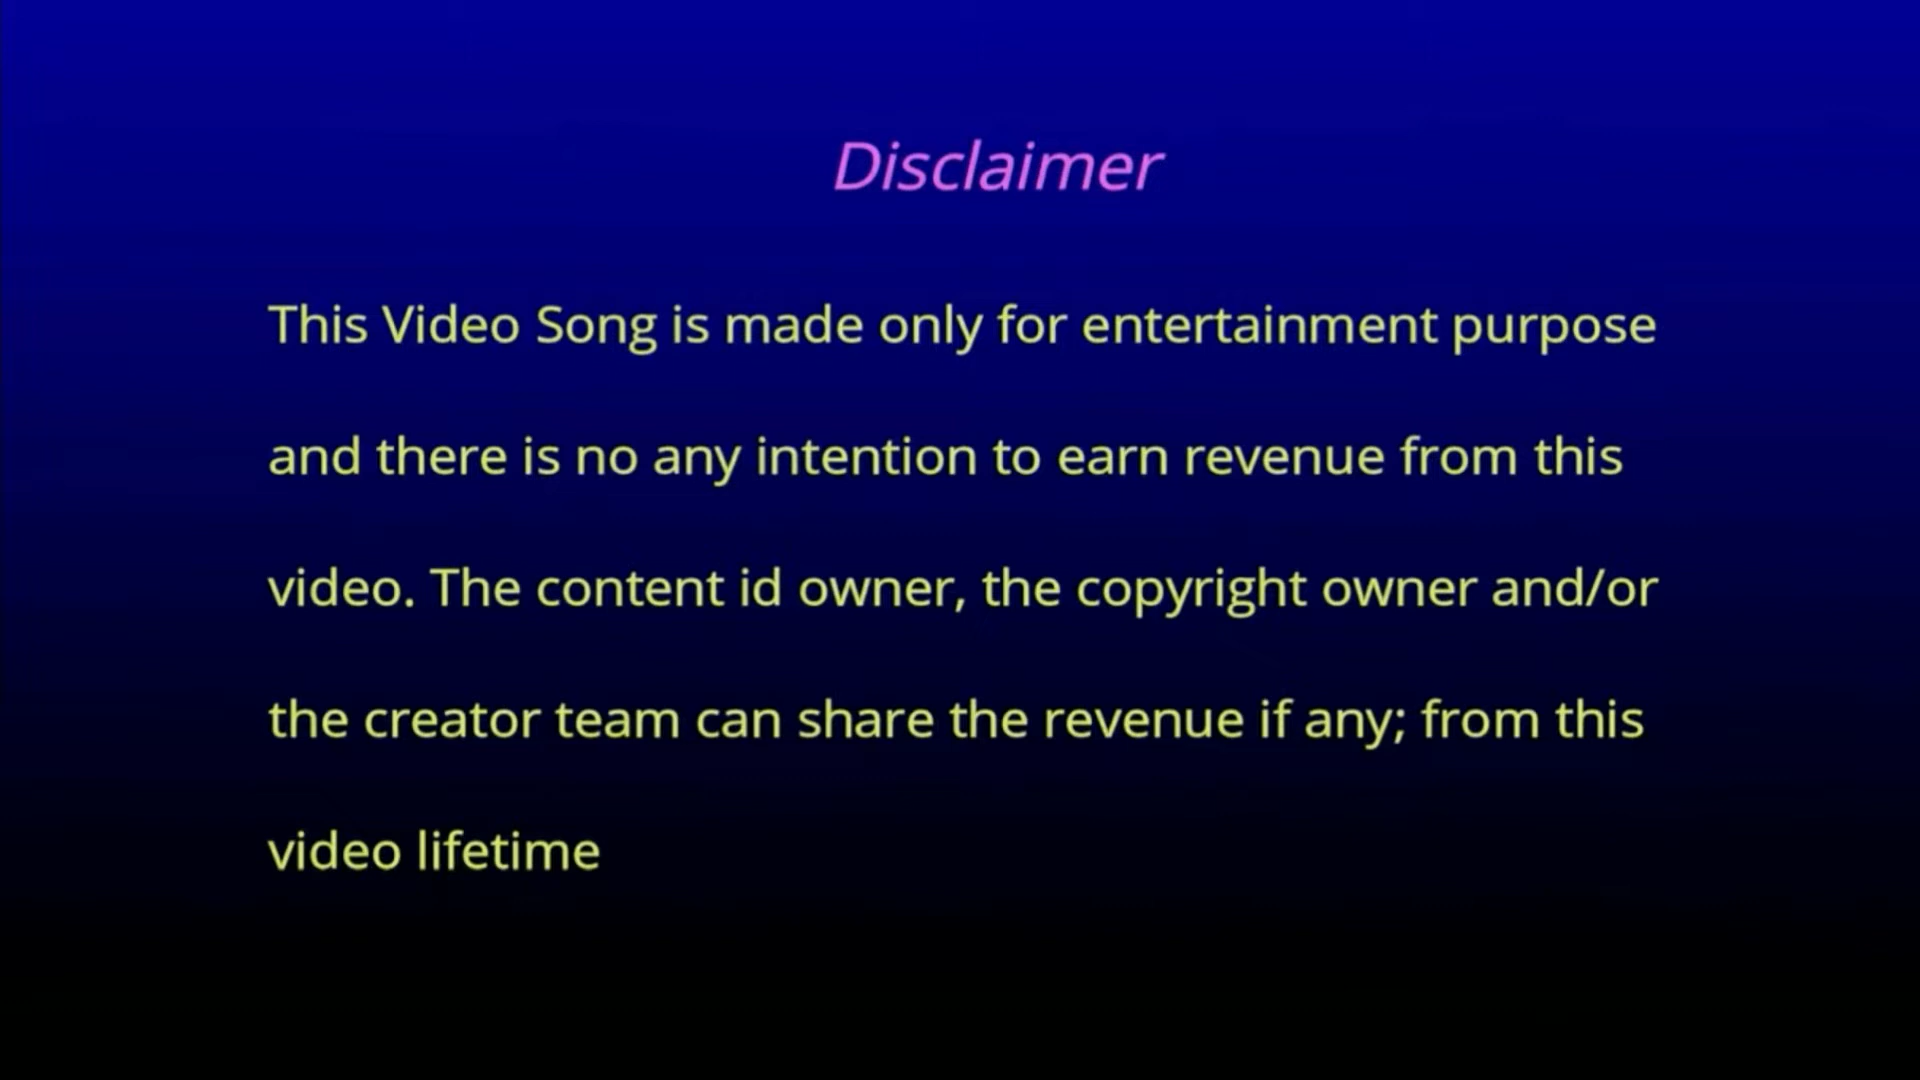 Disclaimer
This Video Song is made only for entertainment purpose
and there is no any intention to earn revenue from this
video. The content id owner, the copyright owner and/or
the creator team can share the revenue if any; from this
video lifetime